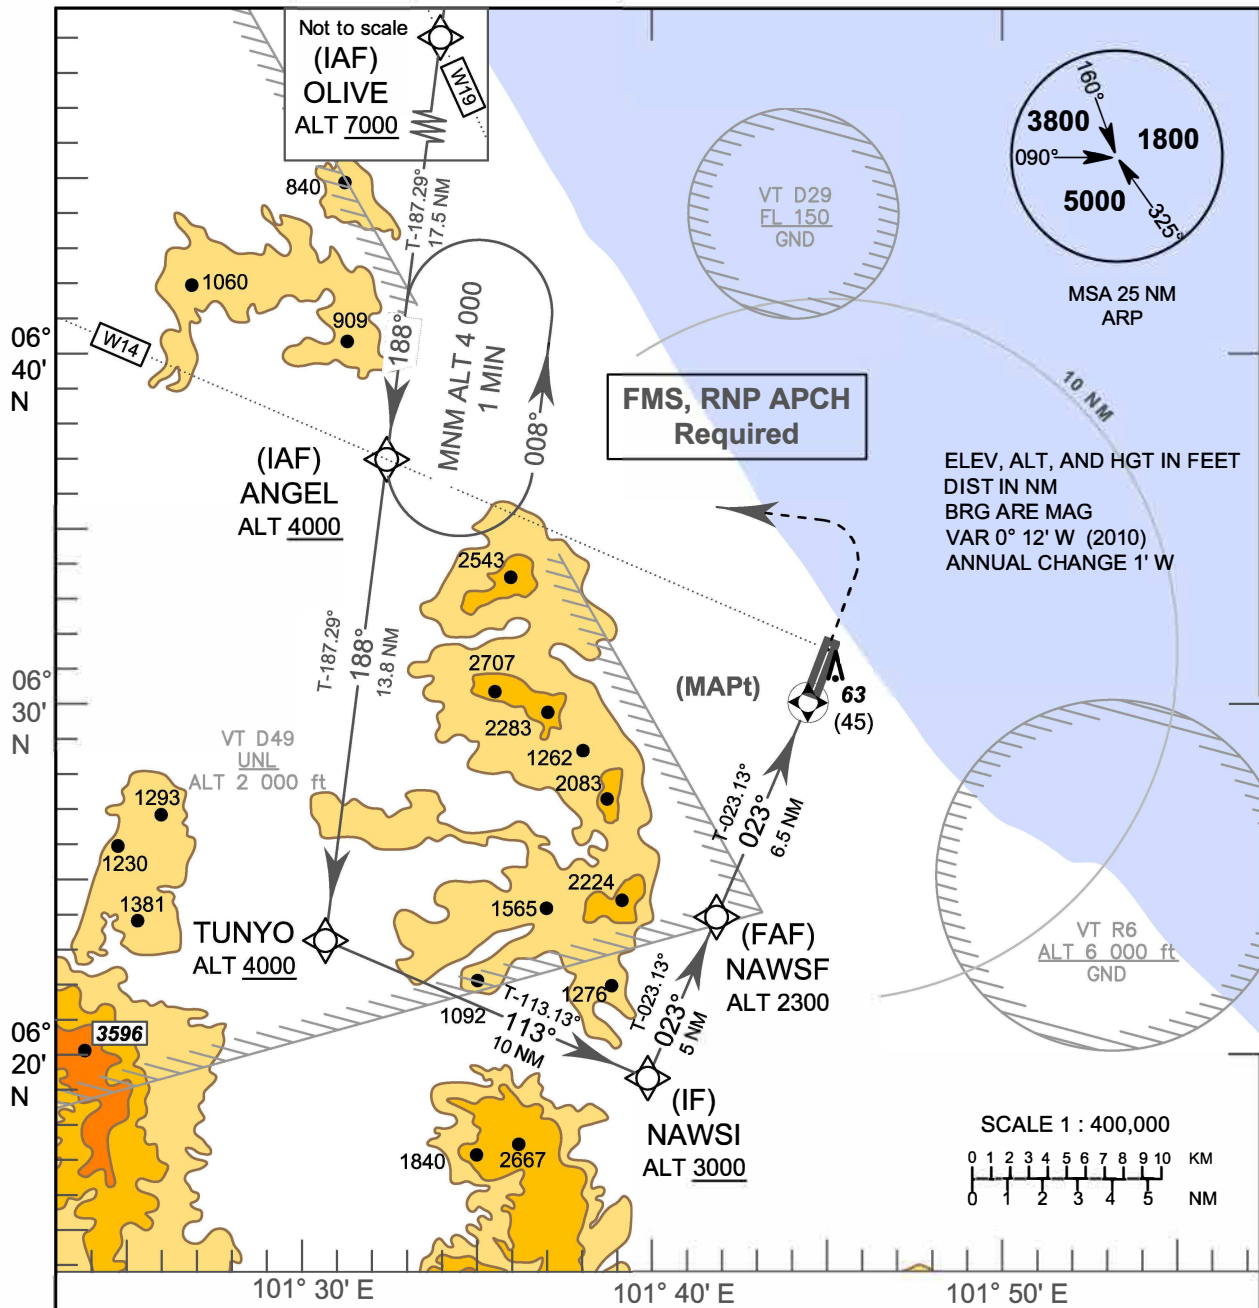 Not to scale
(IAF)
OLIVE
ALT 7000
W19
T-187.29°
17.5 NM
160°
3800
1800
090°
5000
325°
MSA 25 NM
ARP
VT D29
FL 150
GND
840
1060
909
W14
06°
40'
N
188°
MNM ALT 4 000
1 MIN
008°
FMS, RNP APCH
Required
10 NM
(IAF)
ANGEL
ALT 4000
ELEV, ALT, AND HGT IN FEET
DIST IN NM
BRG ARE MAG
VAR 0° 12' W (2010)
ANNUAL CHANGE 1' W
2543
T-187.29°
188°
13.8 NM
2707
2283
1262
2083
(MAPt)
63
(45)
06°
30'
N
VT D49
UNL
ALT 2 000 ft
1293
1230
1381
T-023.13°
023°
6.5 NM
2224
1565
TUNYO
ALT 4000
(FAF)
NAWSF
ALT 2300
VT R6
ALT 6 000 ft
GND
1276
1092
T-113.13°
113°
10 NM
T-023.13°
023°
5 NM
06°
20'
N
3596
(IF)
NAWSI
ALT 3000
1840
2667
SCALE 1 : 400,000
0 1 2 3 4 5 6 7 8 9 10 KM
0 1 2 3 4 5 NM
101° 30' E
101° 40' E
101° 50' E